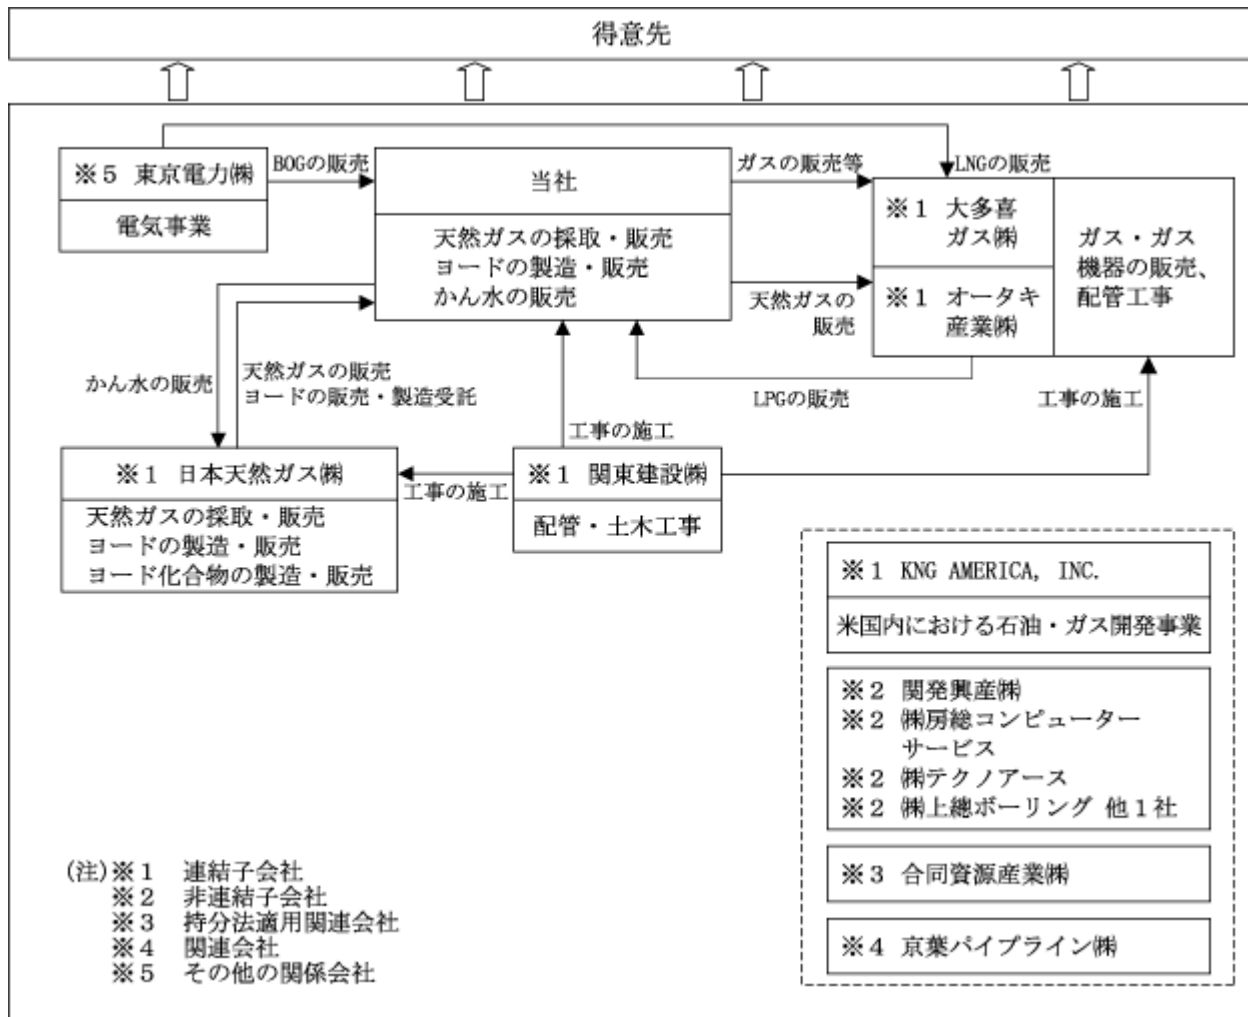 得意先
※５ 東京電力㈱
電気事業
BOGの販売
当社
天然ガスの採取・販売
ヨードの製造・販売
かん水の販売
ガスの販売等
LNGの販売
※１ 大多喜
ガス㈱
※１ オータキ
産業㈱
ガス・ガス
機器の販売、
配管工事
天然ガスの
販売
かん水の販売
天然ガスの販売
ヨードの販売・製造受託
LPGの販売
工事の施工
工事の施工
※１ 日本天然ガス㈱
天然ガスの採取・販売
ヨードの製造・販売
ヨード化合物の製造・販売
工事の施工
※１ 関東建設㈱
配管・土木工事
※１ KNG AMERICA, INC.
米国内における石油・ガス開発事業
※２ 関発興産㈱
※２ ㈱房総コンピューター
サービス
※２ ㈱テクノアース
※２ ㈱上總ボーリング 他１社
※３ 合同資源産業㈱
※４ 京葉パイプライン㈱
(注)※１ 連結子会社
※２ 非連結子会社
※３ 持分法適用関連会社
※４ 関連会社
※５ その他の関係会社